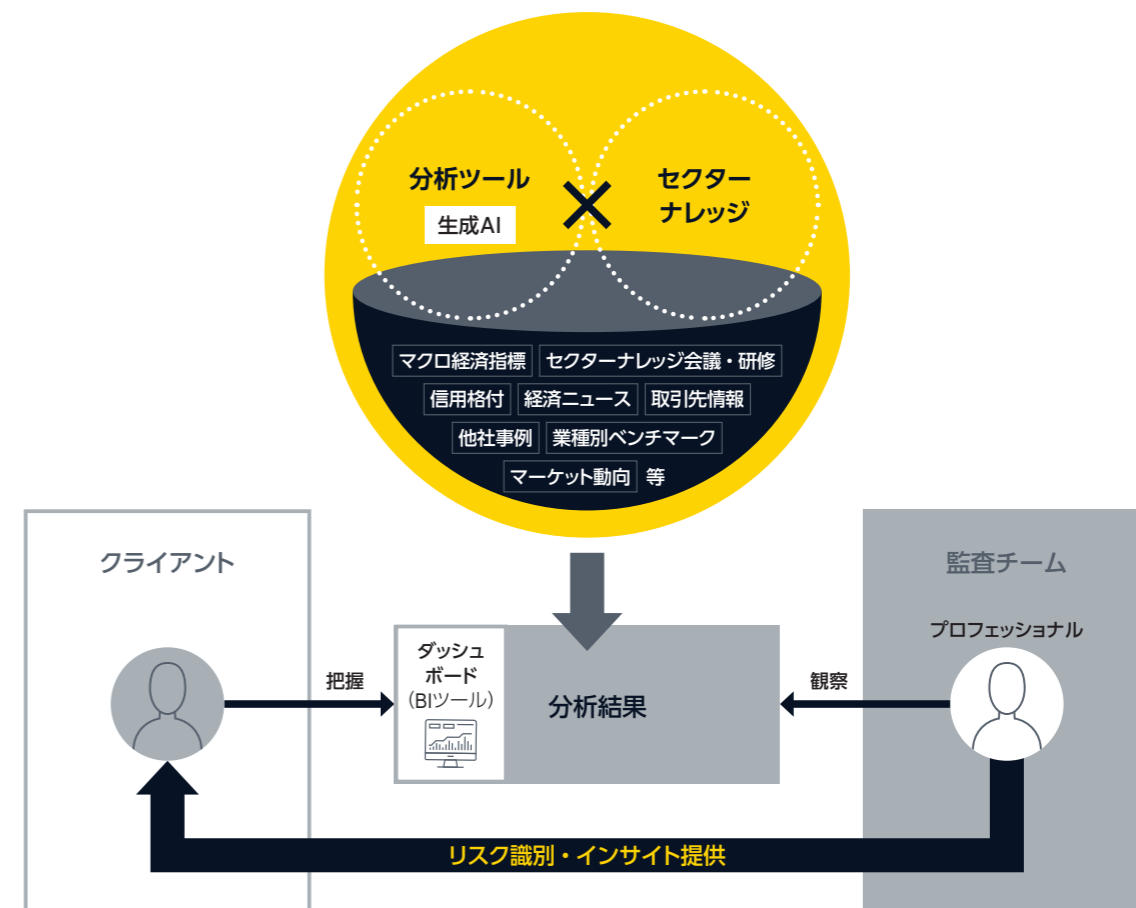 分析ツール
生成AI
×
セクター
ナレッジ
マクロ経済指標 セクターナレッジ会議・研修
信用格付 経済ニュース 取引先情報
他社事例 業種別ベンチマーク
マーケット動向 等
クライアント
監査チーム
プロフェッショナル
把握
ダッシュ
ボード
(BIツール)
分析結果
観察
リスク識別・インサイト提供